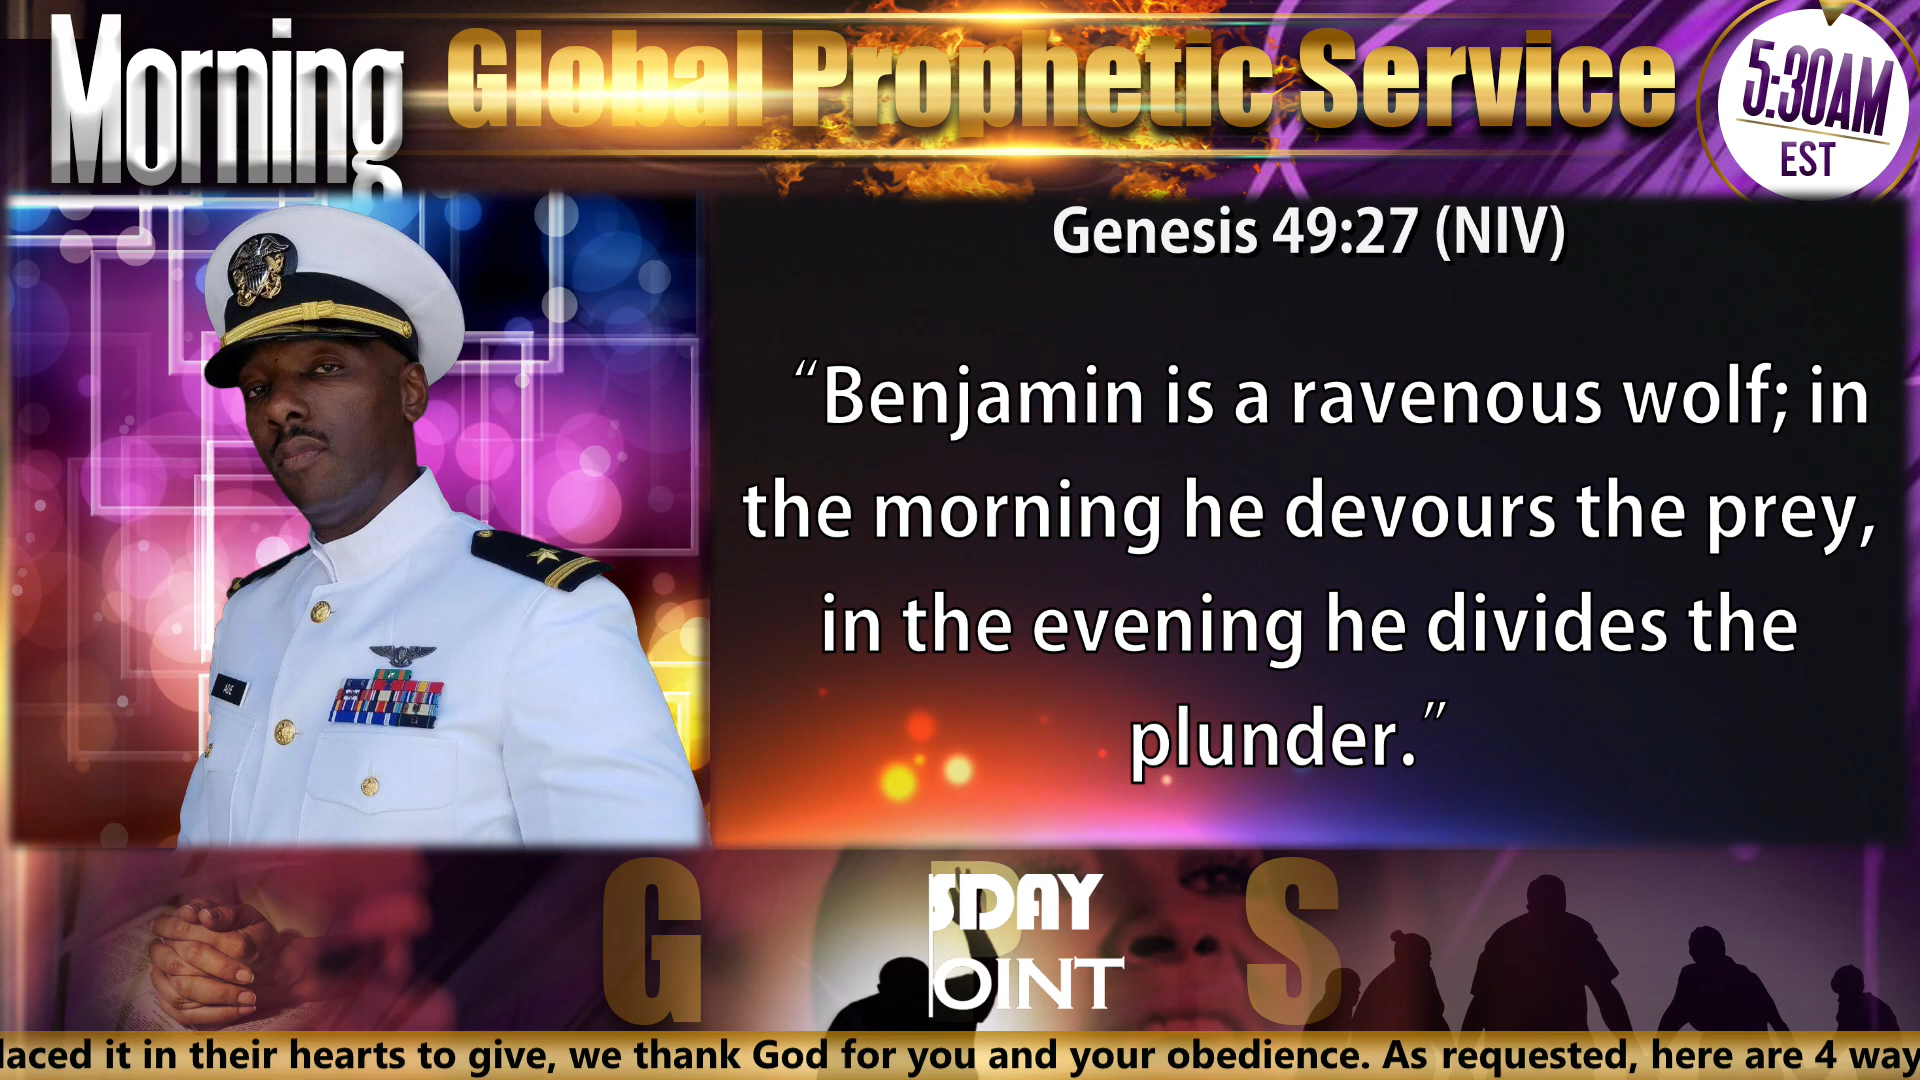 Morning
Global Prophetic Service
5:30AM
EST
Genesis 49:27 (NIV)
“Benjamin is a ravenous wolf; in
the morning he devours the prey,
in the evening he divides the
plunder.”
G P S
SDAY
OINT
laced it in their hearts to give, we thank God for you and your obedience. As requested, here are 4 way